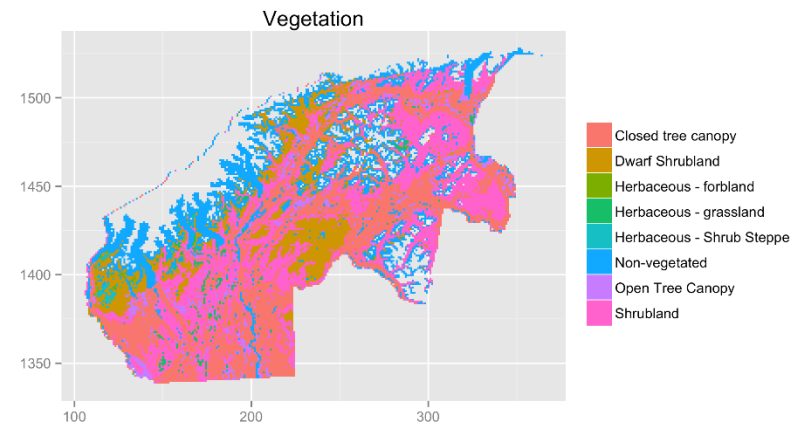 Vegetation
1500
1450
1400
1350
100
200
300
Closed tree canopy
Dwarf Shrubland
Herbaceous - forbland
Herbaceous - grassland
Herbaceous - Shrub Steppe
Non-vegetated
Open Tree Canopy
Shrubland